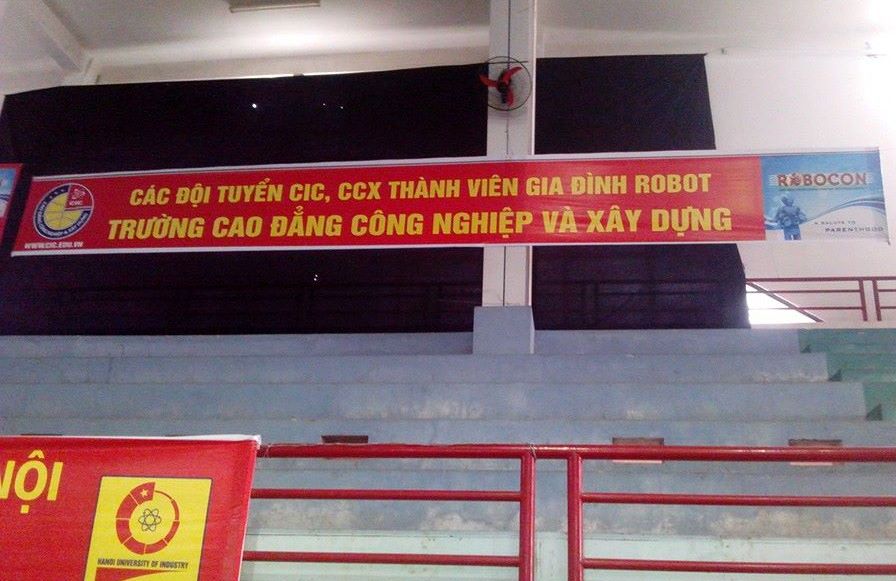 CÁC ĐỘI TUYỂN CIC, CCX THÀNH VIÊN GIA ĐÌNH ROBOT
TRƯỜNG CAO ĐẲNG CÔNG NGHIỆP VÀ XÂY DỰNG
WWW.CIC.EDU.VN
ROBOCON
A SALUTE TO
PARENTHOOD
NỘI
HANOI UNIVERSITY OF INDUSTRY